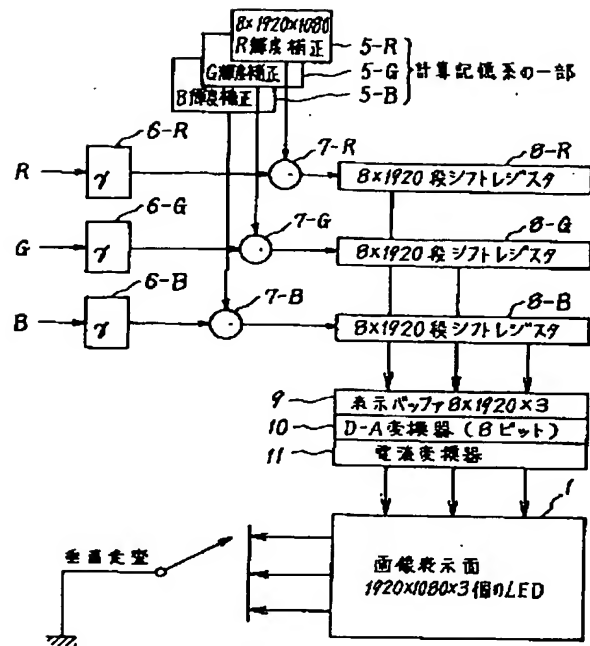 8×1920×1080
R輝度補正
G輝度補正
B輝度補正
5-R
5-G
5-B
計算記憶系の一部
6-R
R
γ
7-R
8-R
8×1920段シフトレジスタ
6-G
G
γ
7-G
8-G
8×1920段シフトレジスタ
6-B
B
γ
7-B
8-B
8×1920段シフトレジスタ
9
表示バッファ8×1920×3
10
D-A変換器(8ビット)
11
電流変換器
1
垂直走査
画像表示面
1920×1080×3個のLED